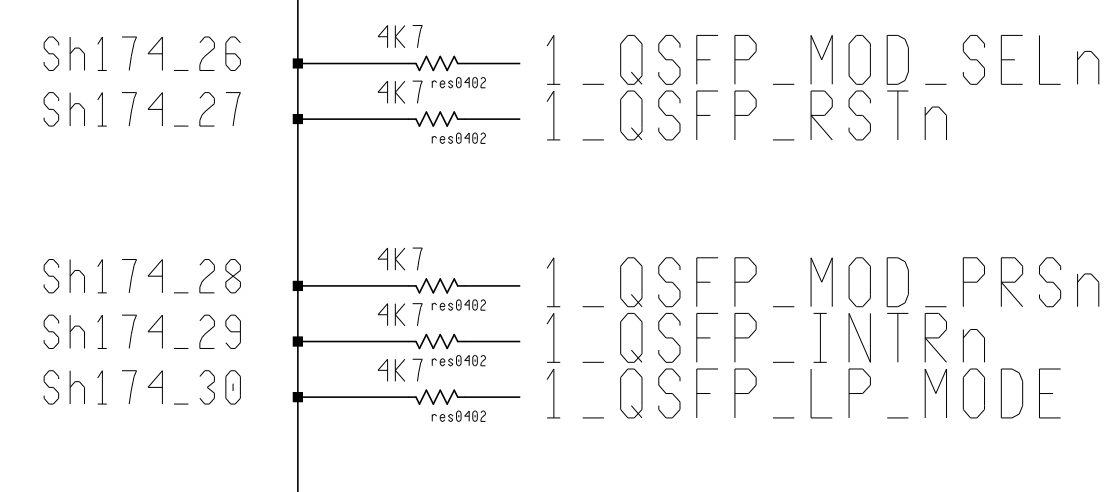 4K7
Sh174_26 1_QSFP_MOD_SELn
res0402
4K7
Sh174_27 1_QSFP_RSTn
res0402
4K7
Sh174_28 1_QSFP_MOD_PRSn
res0402
4K7
Sh174_29 1_QSFP_INTRn
res0402
4K7
Sh174_30 1_QSFP_LP_MODE
res0402